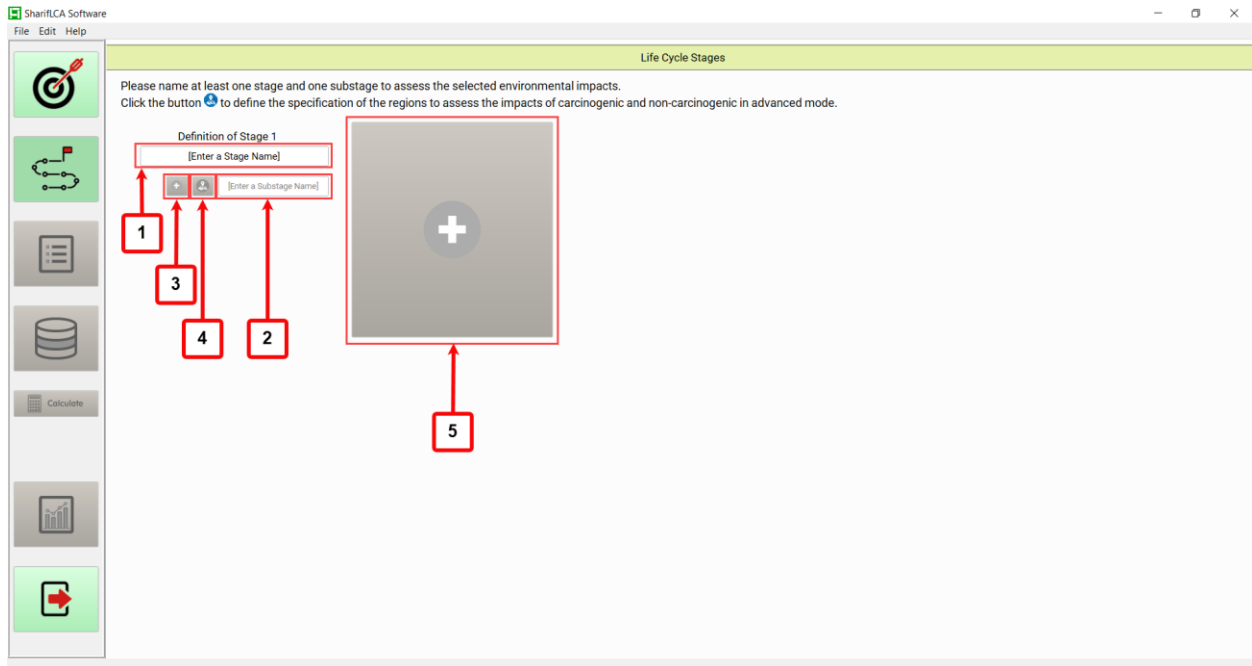 SharifLCA Software
File Edit Help
Life Cycle Stages
Please name at least one stage and one substage to assess the selected environmental impacts.
Click the button to define the specification of the regions to assess the impacts of carcinogenic and non-carcinogenic in advanced mode.
Definition of Stage 1
[Enter a Stage Name]
[Enter a Substage Name]
1
3
4
2
5
Calculate